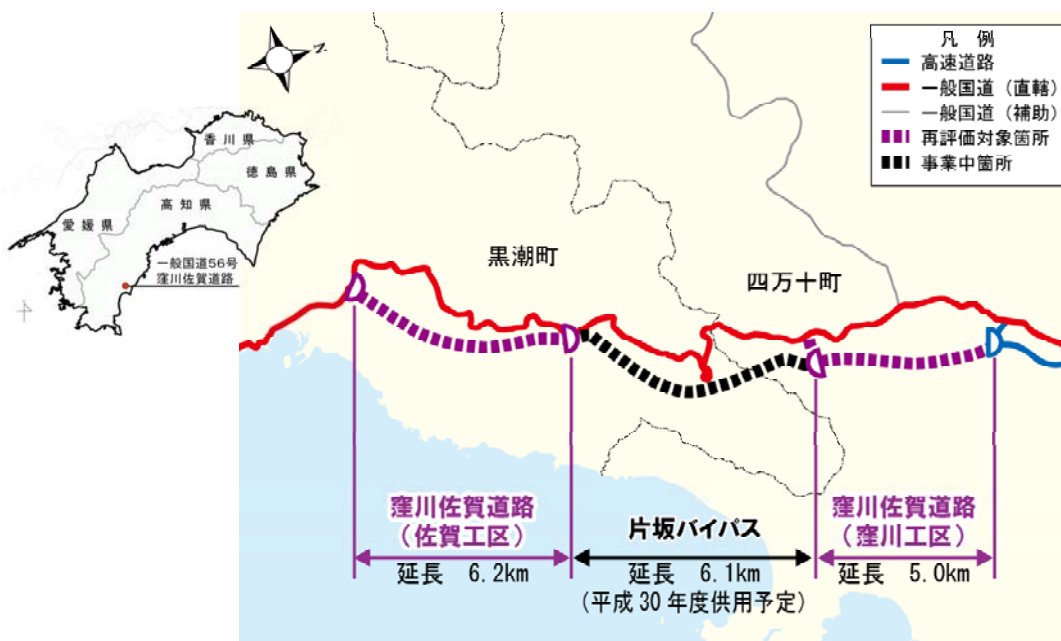 凡 例
高速道路
一般国道（直轄）
一般国道（補助）
再評価対象箇所
事業中箇所
N
香川県
徳島県
高知県
愛媛県
一般国道56号
窪川佐賀道路
黒潮町
四万十町
窪川佐賀道路
（佐賀工区）
延長 6.2km
片坂バイパス
延長 6.1km
（平成30年度供用予定）
窪川佐賀道路
（窪川工区）
延長 5.0km